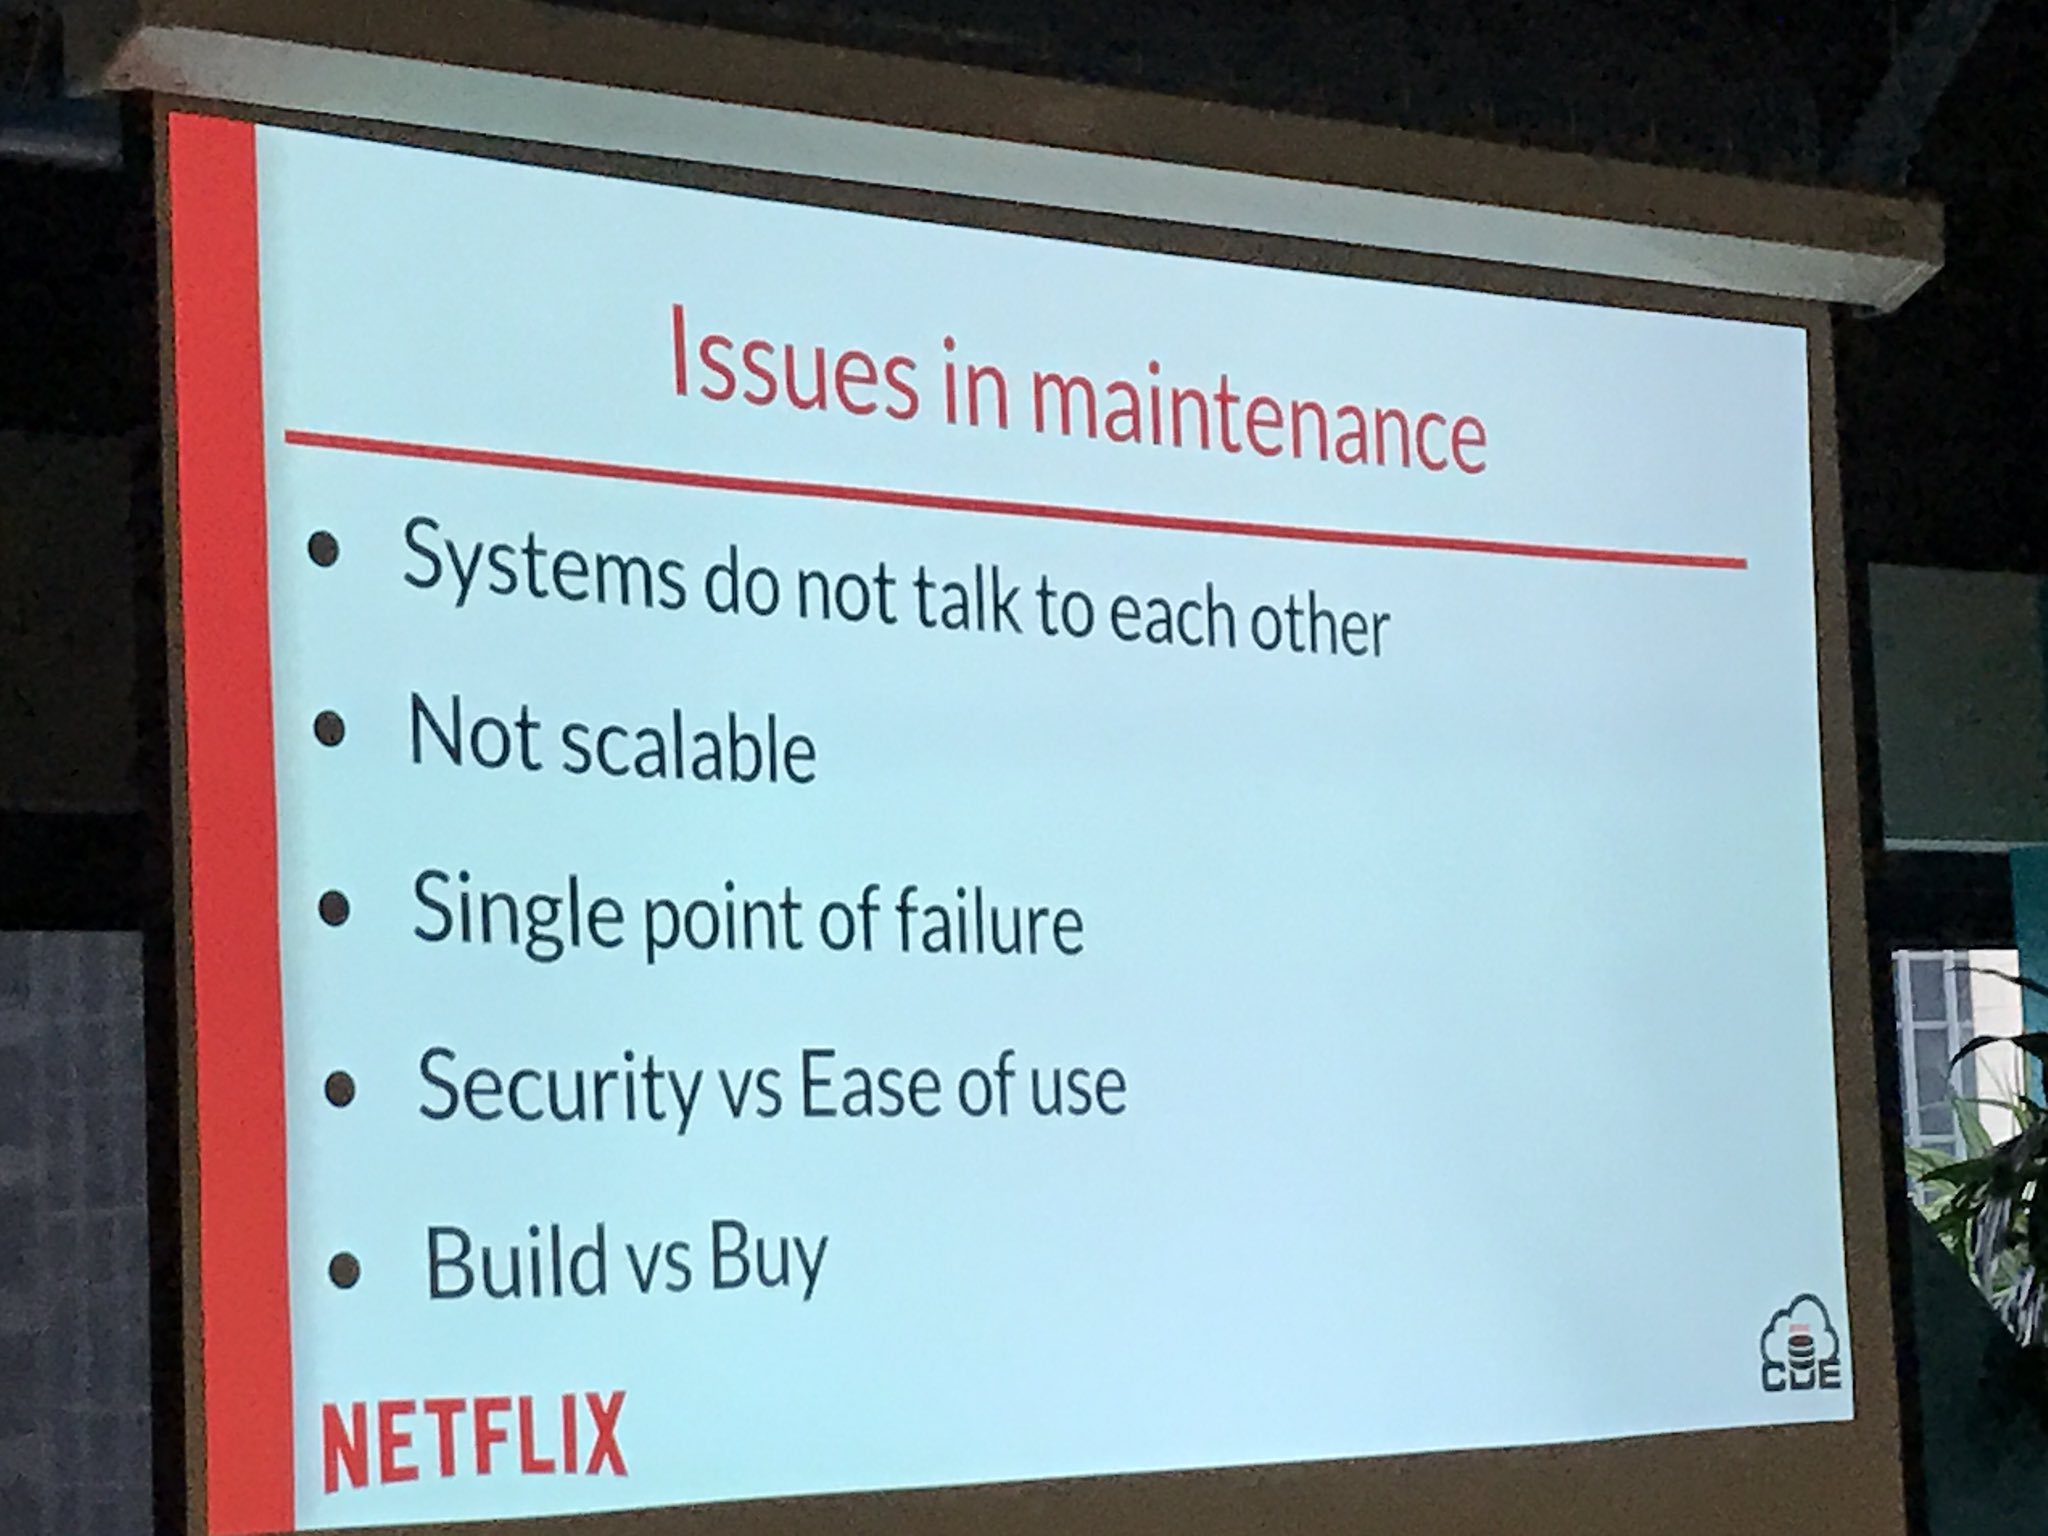 Issues in maintenance
• Systems do not talk to each other
• Not scalable
• Single point of failure
• Security vs Ease of use
• Build vs Buy
NETFLIX
CUE